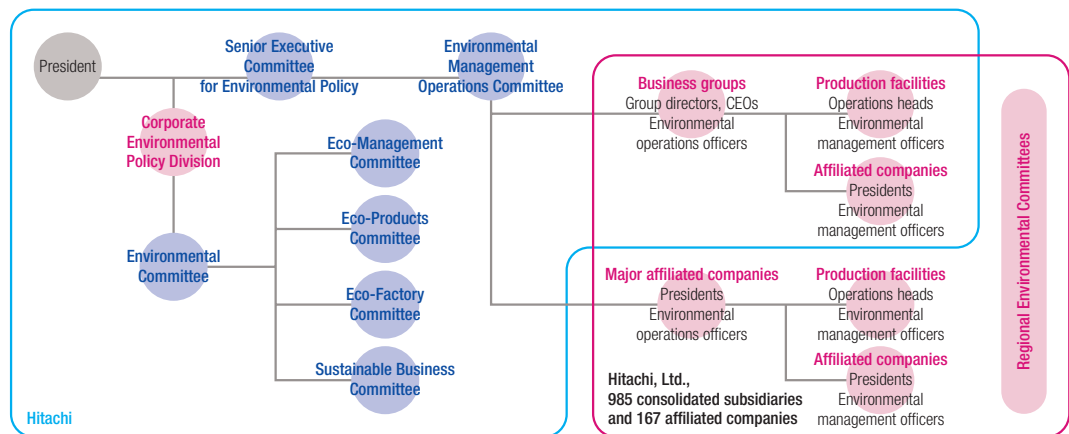 President
Senior Executive
Committee
for Environmental Policy
Environmental
Management
Operations Committee
Corporate
Environmental
Policy Division
Environmental
Committee
Eco-Management
Committee
Eco-Products
Committee
Eco-Factory
Committee
Sustainable Business
Committee
Business groups
Group directors, CEOs
Environmental
operations officers
Production facilities
Operations heads
Environmental
management officers
Affiliated companies
Presidents
Environmental
management officers
Major affiliated companies
Presidents
Environmental
operations officers
Production facilities
Operations heads
Environmental
management officers
Affiliated companies
Presidents
Environmental
management officers
Hitachi, Ltd.,
985 consolidated subsidiaries
and 167 affiliated companies
Regional Environmental Committees
Hitachi